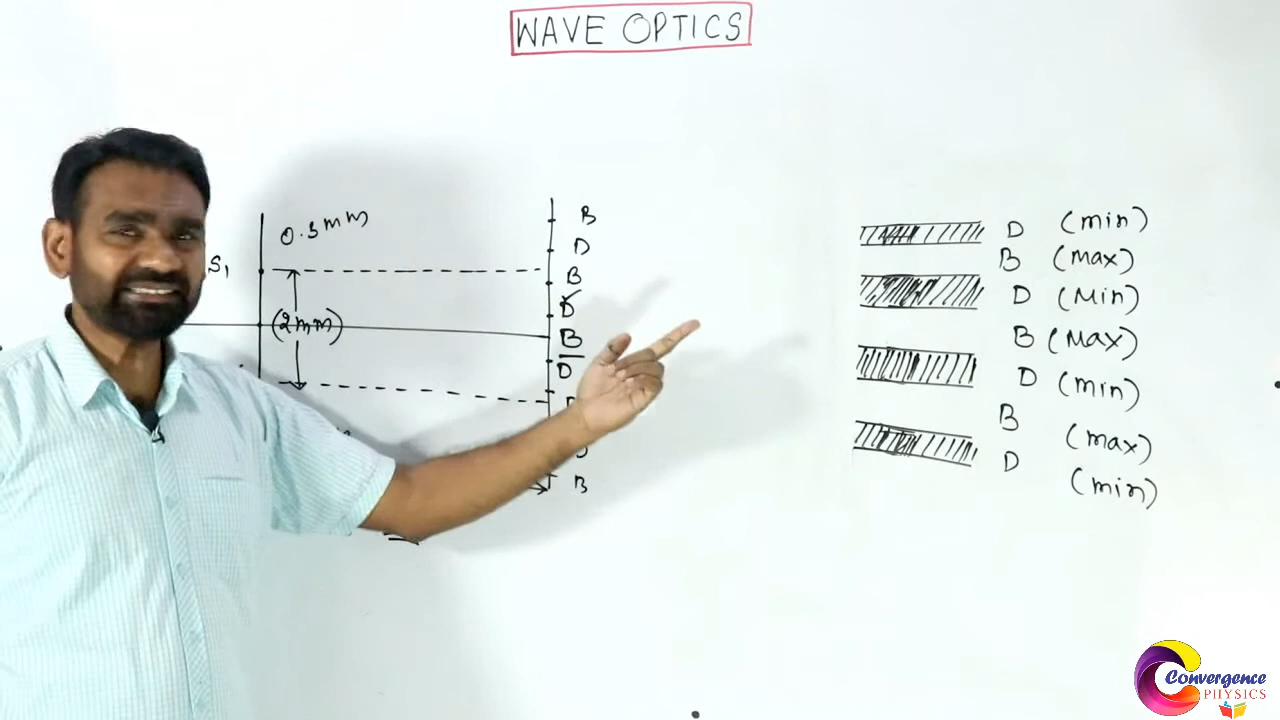 WAVE OPTICS
0.3mm
S1
(2mm)
B
D
B
D
B
D
D
B
D (min)
B (max)
D (Min)
B (Max)
D (min)
B (max)
D (min)
Convergence
PHYSICS